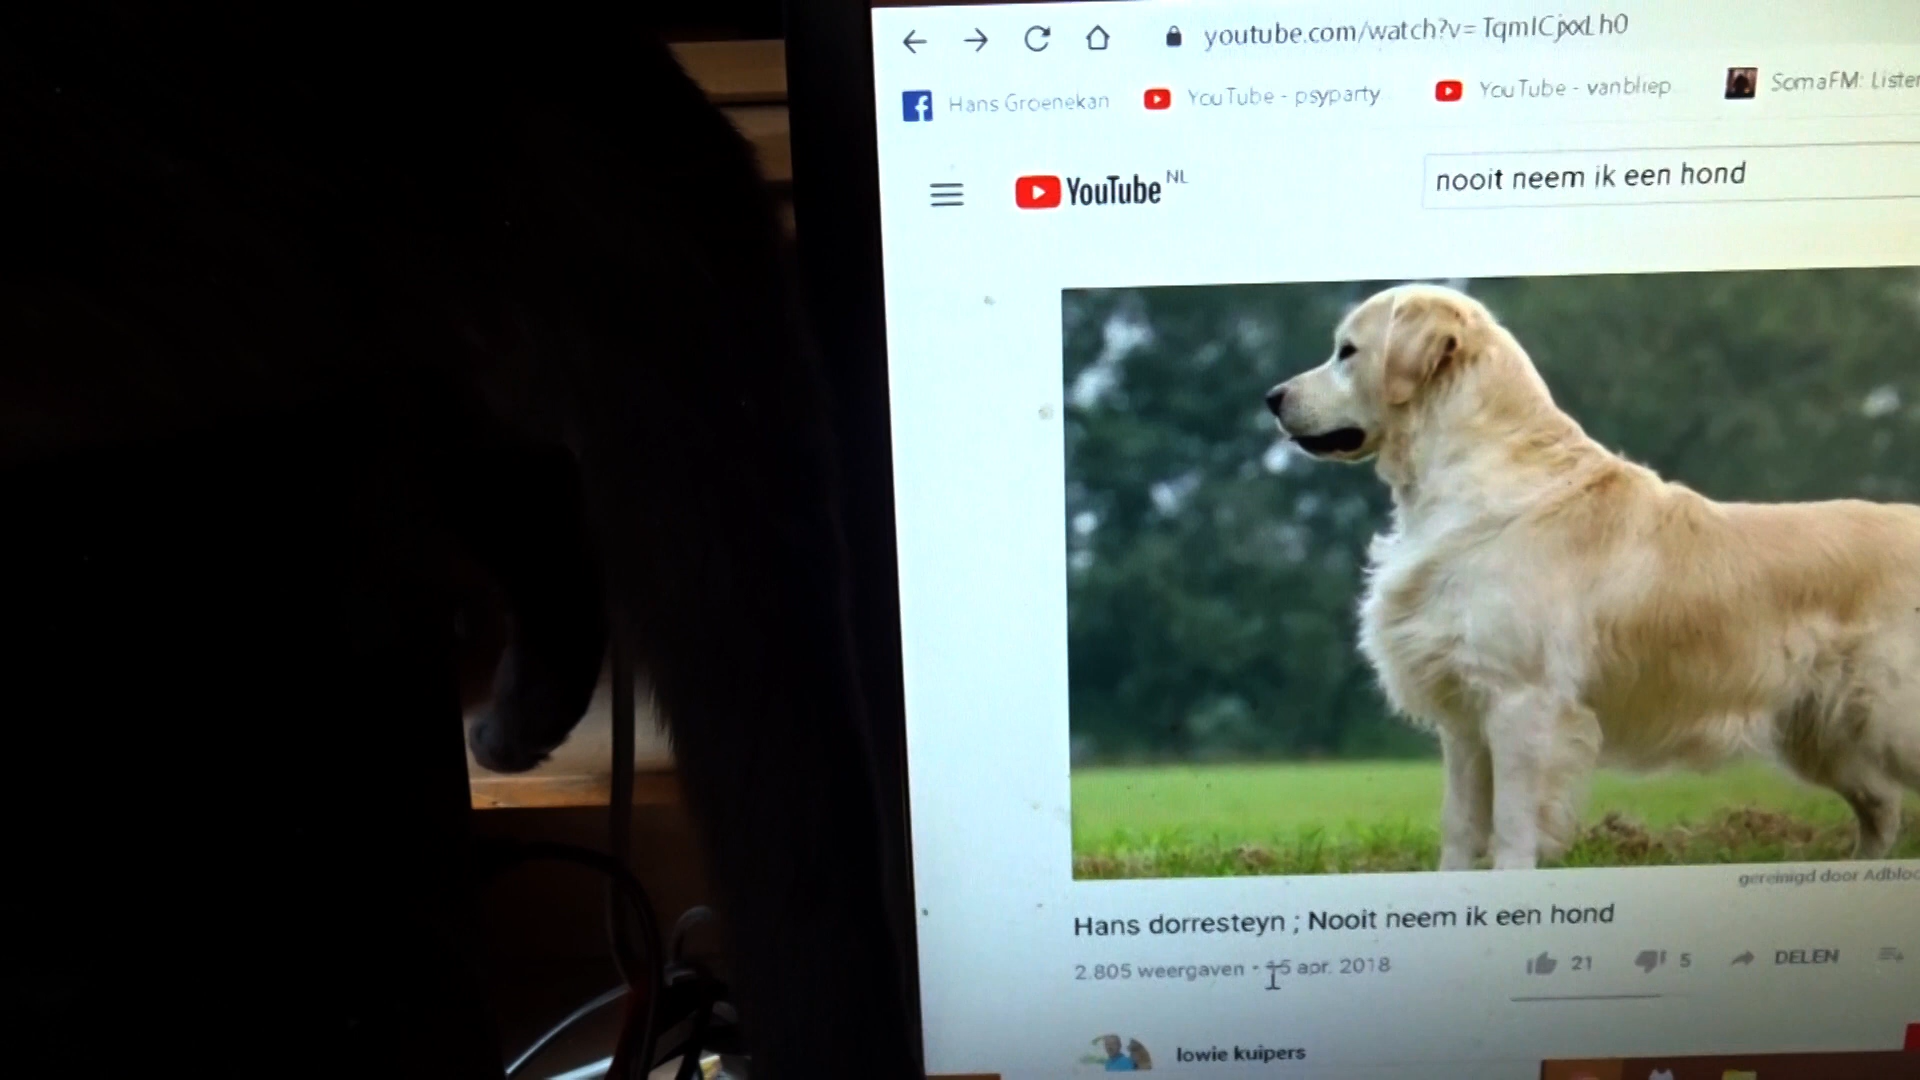 youtube.com/watch?v=TqmlCjxxLh0
Hans Groenekan YouTube - psyparty YouTube - vanbliep SomaFM: Listen
YouTube NL
nooit neem ik een hond
gereinigd door Adbloc
Hans dorresteyn ; Nooit neem ik een hond
2.805 weergaven - 15 apr. 2018 21 5 DELEN
lowie kuipers